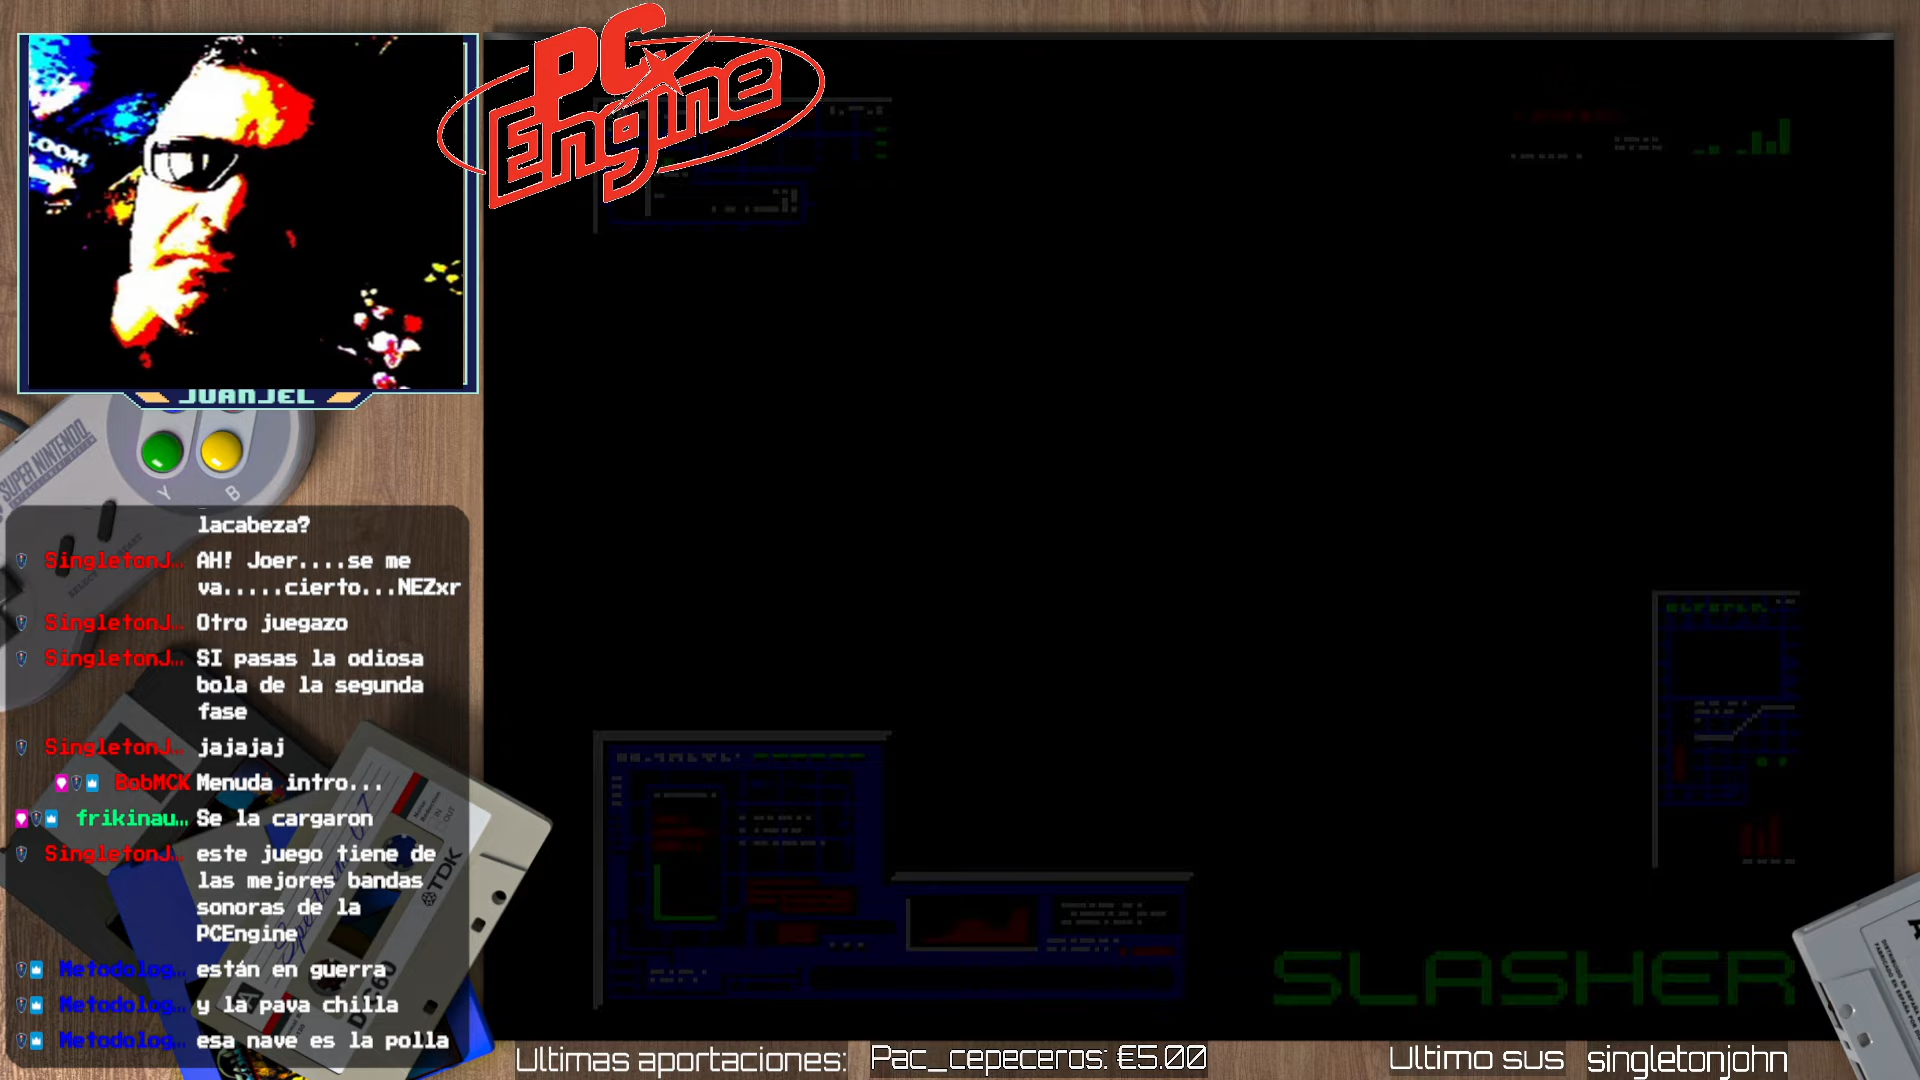 PC
Engine
LOOM
JUANJEL
SUPER NINTENDO
Y
B
SELECT
START
lacabeza?
SingletonJ… AH! Joer....se me
va.....cierto...NEZxr
SingletonJ… Otro juegazo
SingletonJ… SI pasas la odiosa
bola de la segunda
fase
SingletonJ… jajajaj
BobMCK Menuda intro...
frikinau… Se la cargaron
SingletonJ… este juego tiene de
las mejores bandas
sonoras de la
PCEngine
Metodolog… están en guerra
Metodolog… y la pava chilla
Metodolog… esa nave es la polla
TDK
A
SLASHER
Ultimas aportaciones: Pac_cepeceros: €5.00
Ultimo sus singletonjohn